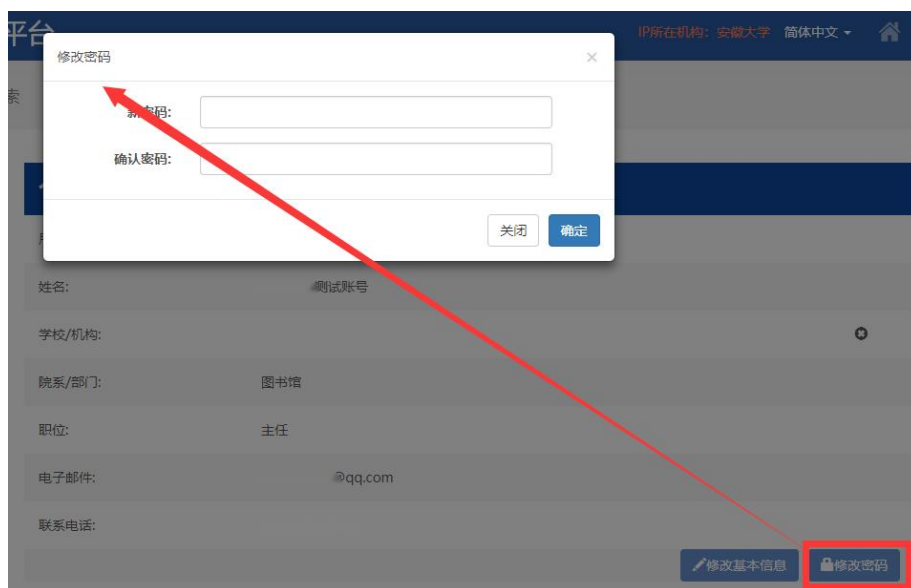 平台
IP所在机构：安徽大学 简体中文
修改密码 ×
索
新密码:
确认密码:
关闭 确定
姓名: 测试账号
学校/机构:
院系/部门: 图书馆
职位: 主任
电子邮件: @qq.com
联系电话:
修改基本信息 修改密码